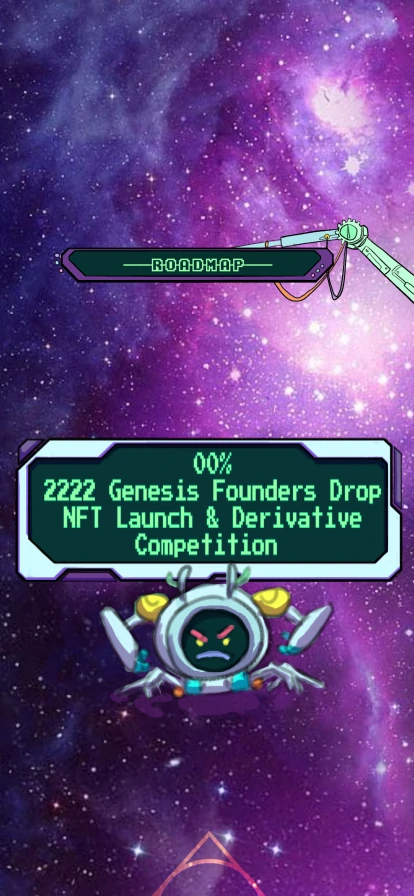 ROADMAP
00%
2222 Genesis Founders Drop
NFT Launch & Derivative
Competition